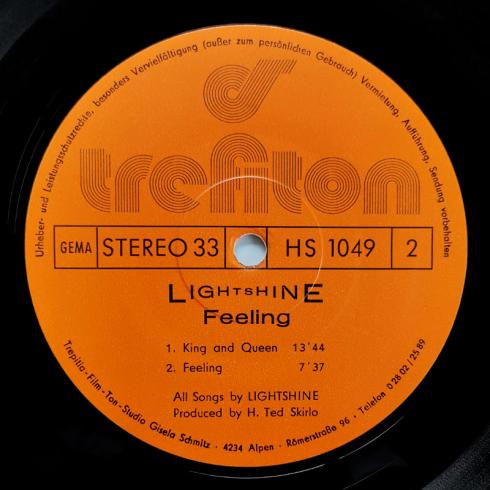 Urheber- und Leistungsschutzrechte, besonders Vervielfältigung (außer zum persönlichen Gebrauch) Vermietung, Aufführung, Sendung vorbehalten
trefiton
GEMA STEREO 33 HS 1049 2
LIGHTSHINE
Feeling
1. King and Queen 13'44
2. Feeling 7'37
All Songs by LIGHTSHINE
Produced by H. Ted Skirlo
Trepitia-Film-Ton-Studio Gisela Schmitz · 4234 Alpen · Römerstraße 96 · Telefon 0 28 02 / 25 89